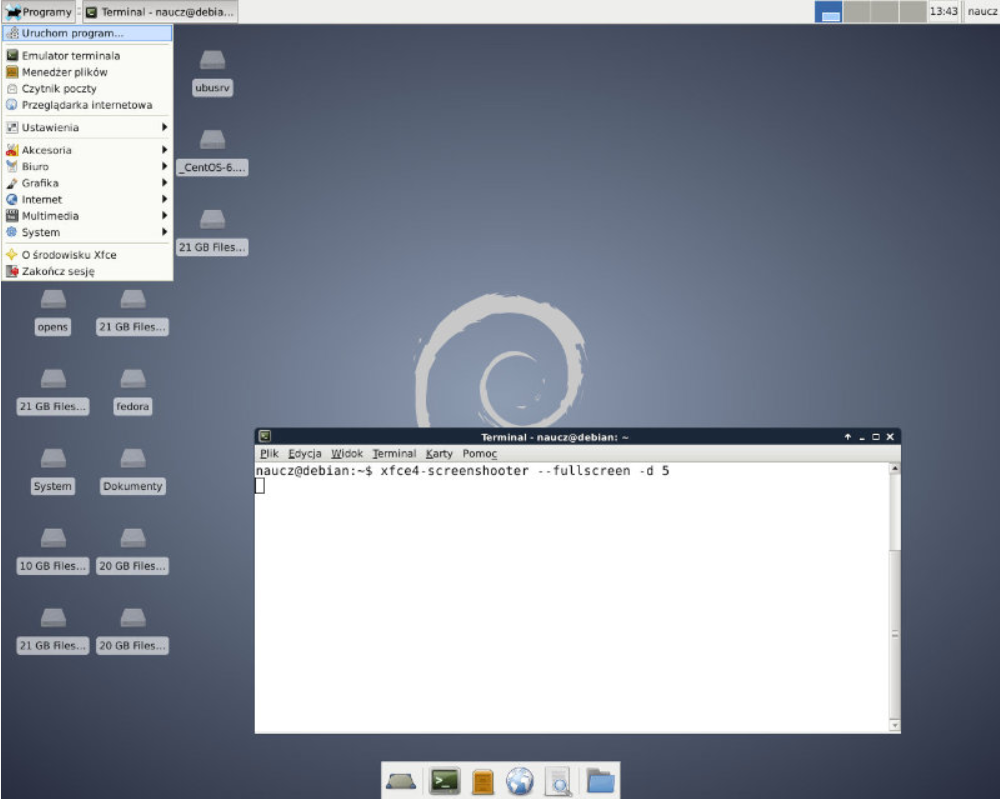 Programy
Terminal - naucz@debia...
13:43
naucz
Uruchom program...
Emulator terminala
Menedżer plików
Czytnik poczty
Przeglądarka internetowa
Ustawienia
Akcesoria
Biuro
Grafika
Internet
Multimedia
System
O środowisku Xfce
Zakończ sesję
ubusrv
_CentOS-6....
21 GB Files...
opens
21 GB Files...
21 GB Files...
fedora
System
Dokumenty
10 GB Files...
20 GB Files...
21 GB Files...
20 GB Files...
Terminal - naucz@debian: ~
Plik Edycja Widok Terminal Karty Pomoc
naucz@debian:~$ xfce4-screenshooter --fullscreen -d 5